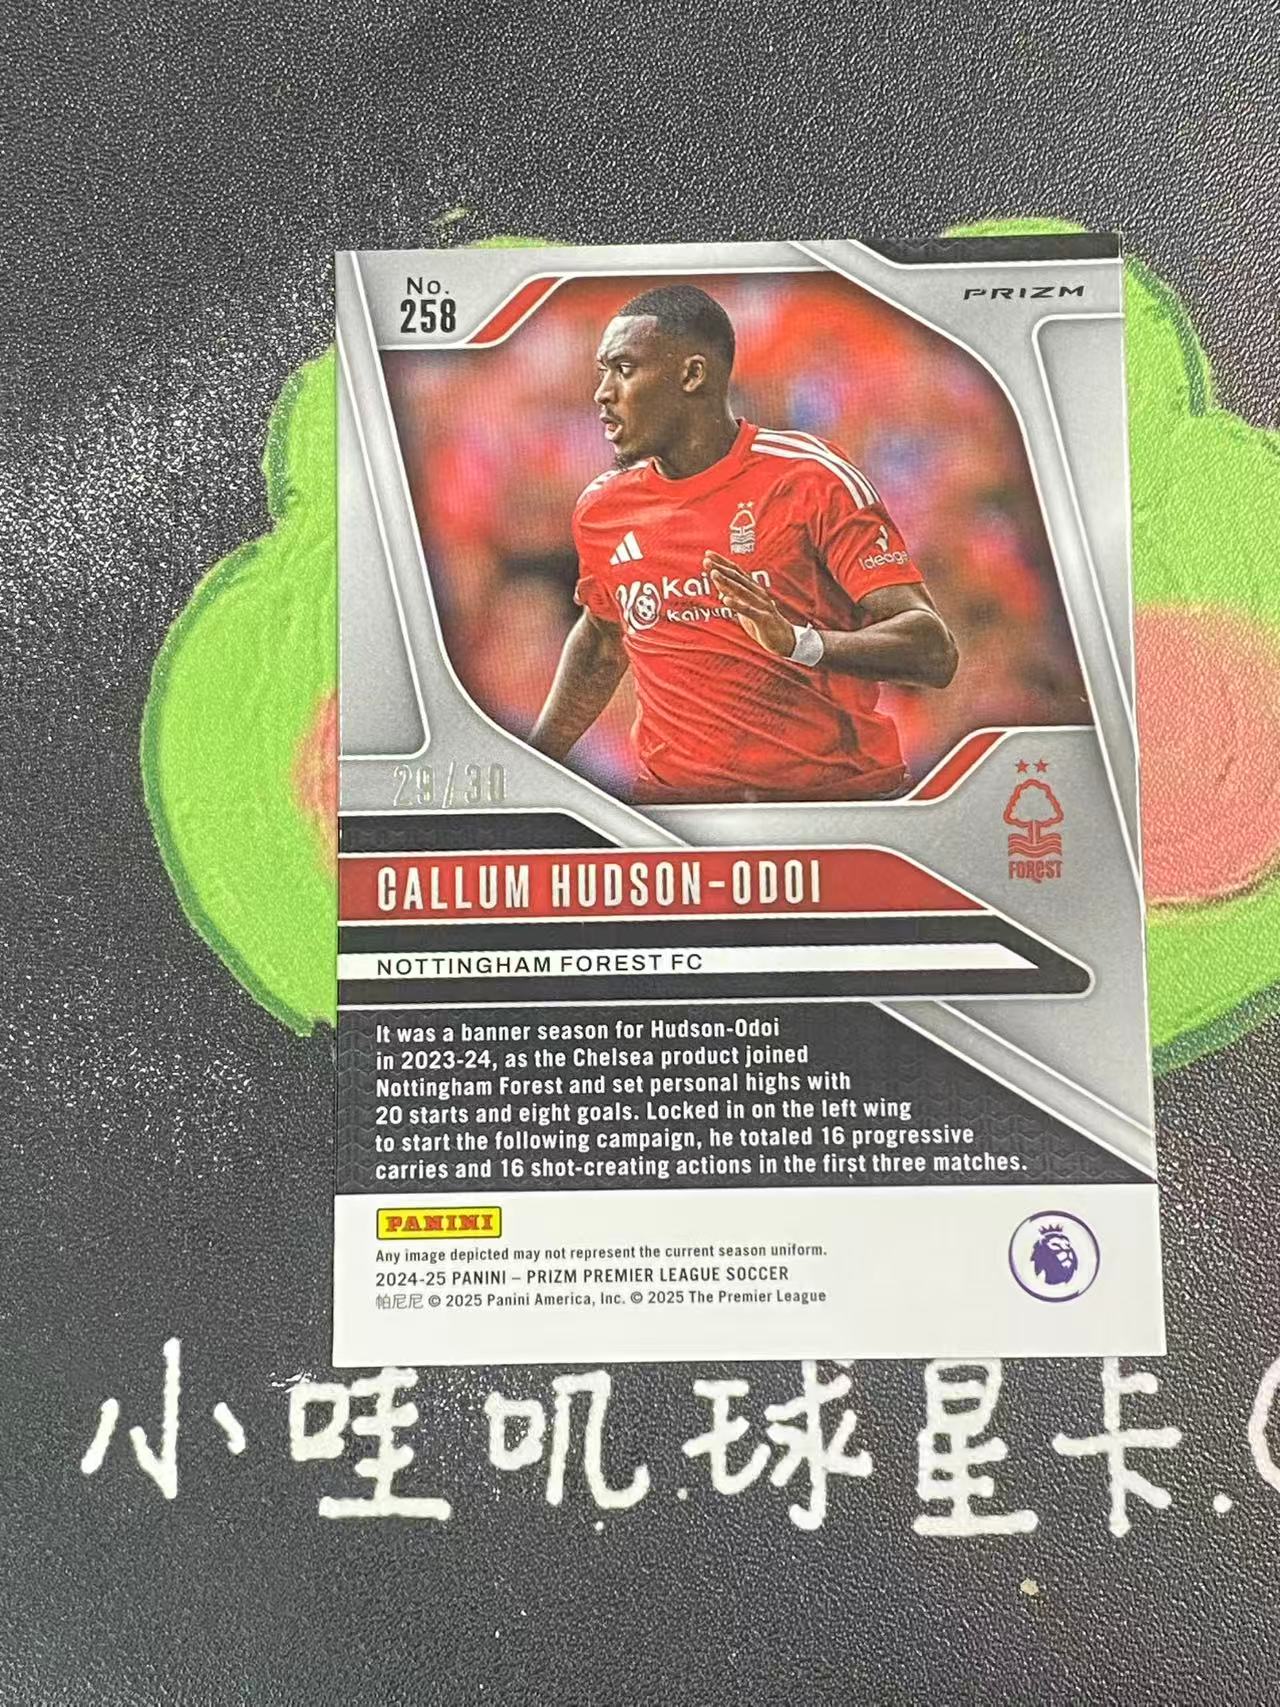 No.
258
PRIZM
FOREST
Ideagen
Kaiyun
Kaiyun
29/30
FOREST
CALLUM HUDSON-ODOI
NOTTINGHAM FOREST FC
It was a banner season for Hudson-Odoi
in 2023-24, as the Chelsea product joined
Nottingham Forest and set personal highs with
20 starts and eight goals. Locked in on the left wing
to start the following campaign, he totaled 16 progressive
carries and 16 shot-creating actions in the first three matches.
PANINI
Any image depicted may not represent the current season uniform.
2024-25 PANINI – PRIZM PREMIER LEAGUE SOCCER
帕尼尼 © 2025 Panini America, Inc. © 2025 The Premier League
小哇叽.球星卡.